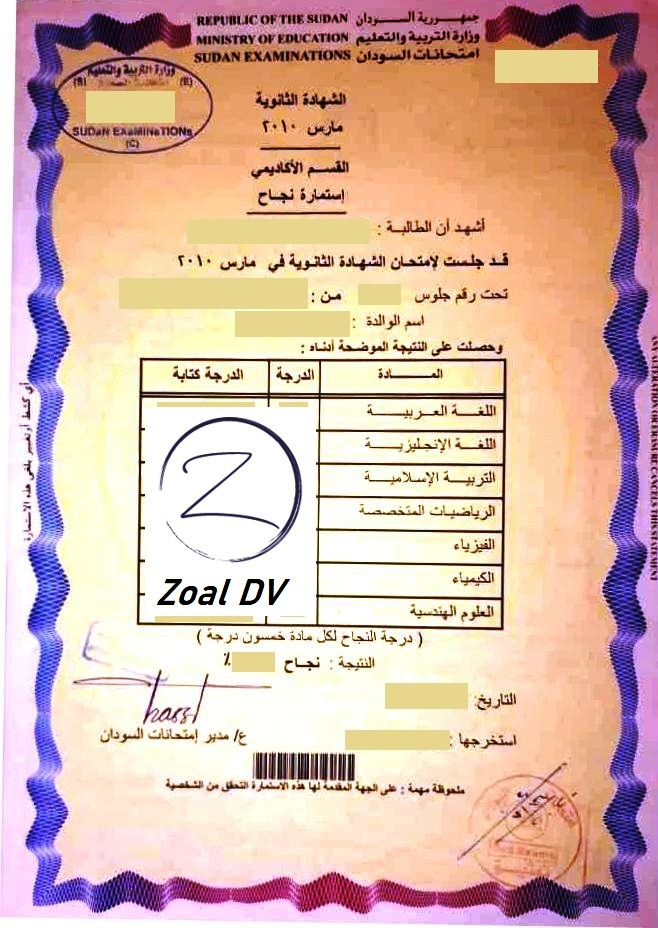 REPUBLIC OF THE SUDAN جمهورية السودان
MINISTRY OF EDUCATION وزارة التربية والتعليم
SUDAN EXAMINATIONS امتحانات السودان
وزارة التربية والتعليم
(B) (E)
SUDAN EXAMINATIONS
(C)
الشهادة الثانوية
مارس ٢٠١٠
القسم الأكاديمي
إستمارة نجاح
أشهد أن الطالبة :
قد جلست لإمتحان الشهادة الثانوية في مارس ٢٠١٠
تحت رقم جلوس من :
اسم الوالدة :
وحصلت على النتيجة الموضحة أدناه :
المادة الدرجة الدرجة كتابة
اللغة العربية
اللغة الإنجليزية
التربية الإسلامية
الرياضيات المتخصصة
الفيزياء
الكيمياء
العلوم الهندسية
Z
Zoal DV
( درجة النجاح لكل مادة خمسون درجة )
النتيجة : نجاح ٪
التاريخ:
استخرجها :
ع/ مدير إمتحانات السودان
ملحوظة مهمة : على الجهة المقدمة لها هذه الإستمارة التحقق من الشخصية
أي كشط أو تغيير يلغي هذه الاستمارة
ANY ALTERATION OR ERASURE CANCELS THIS STATEMENT